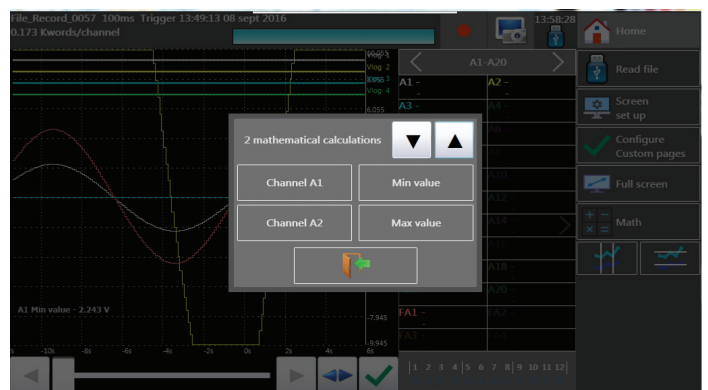 File_Record_0057 100ms Trigger 13:49:13 08 sept 2016
0.173 Kwords/channel
13:58:28
Home
Vlog 2
Vlog 4
6.055
A1-A20
A1 -
A2 -
A3 -
A4 -
A10 -
A12 -
A14 -
A18 -
A20 -
Read file
Screen
set up
Configure
Custom pages
Full screen
Math
2 mathematical calculations
Channel A1
Min value
Channel A2
Max value
A1 Min value - 2.243 V
-7.945
-9.945
FA1 -
FA2 -
-10s -8s -6s -4s -2s 0s 2s 4s 6s
1 2 3 4 5 6 7 8 9 10 11 12